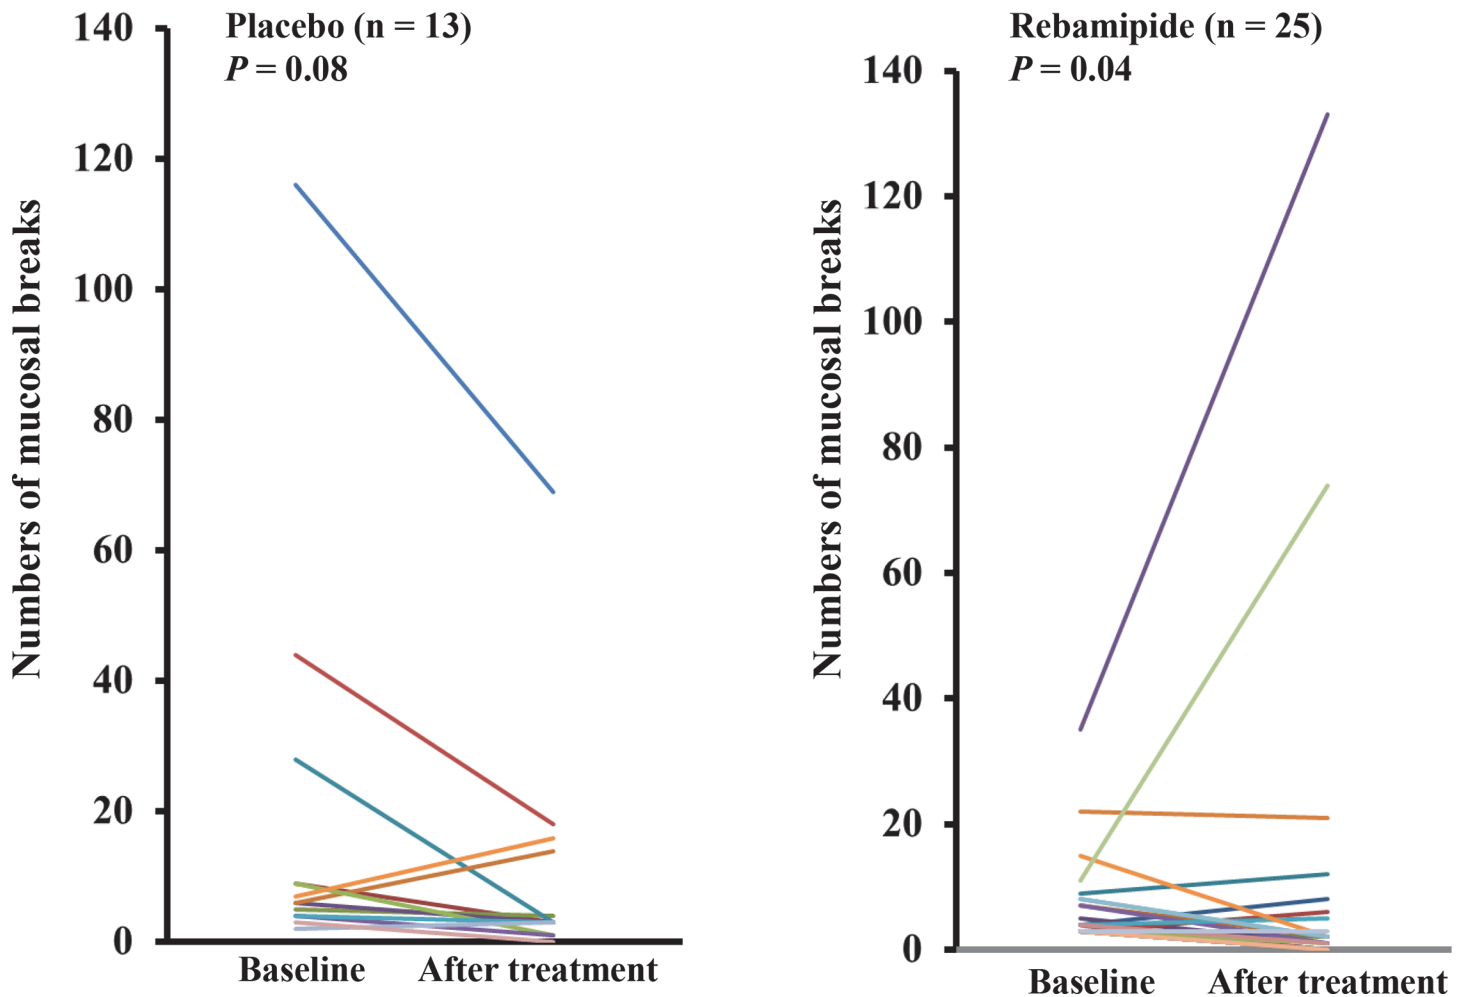 Placebo (n = 13)
P = 0.08
Numbers of mucosal breaks
140
120
100
80
60
40
20
0
Baseline After treatment
Rebamipide (n = 25)
P = 0.04
Numbers of mucosal breaks
140
120
100
80
60
40
20
0
Baseline After treatment